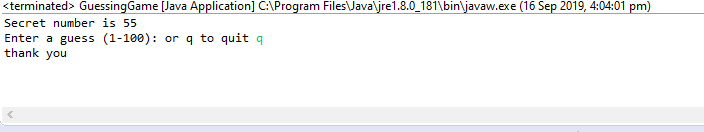 <terminated> GuessingGame [Java Application] C:\Program Files\Java\jre1.8.0_181\bin\javaw.exe (16 Sep 2019, 4:04:01 pm)
Secret number is 55
Enter a guess (1-100): or q to quit q
thank you